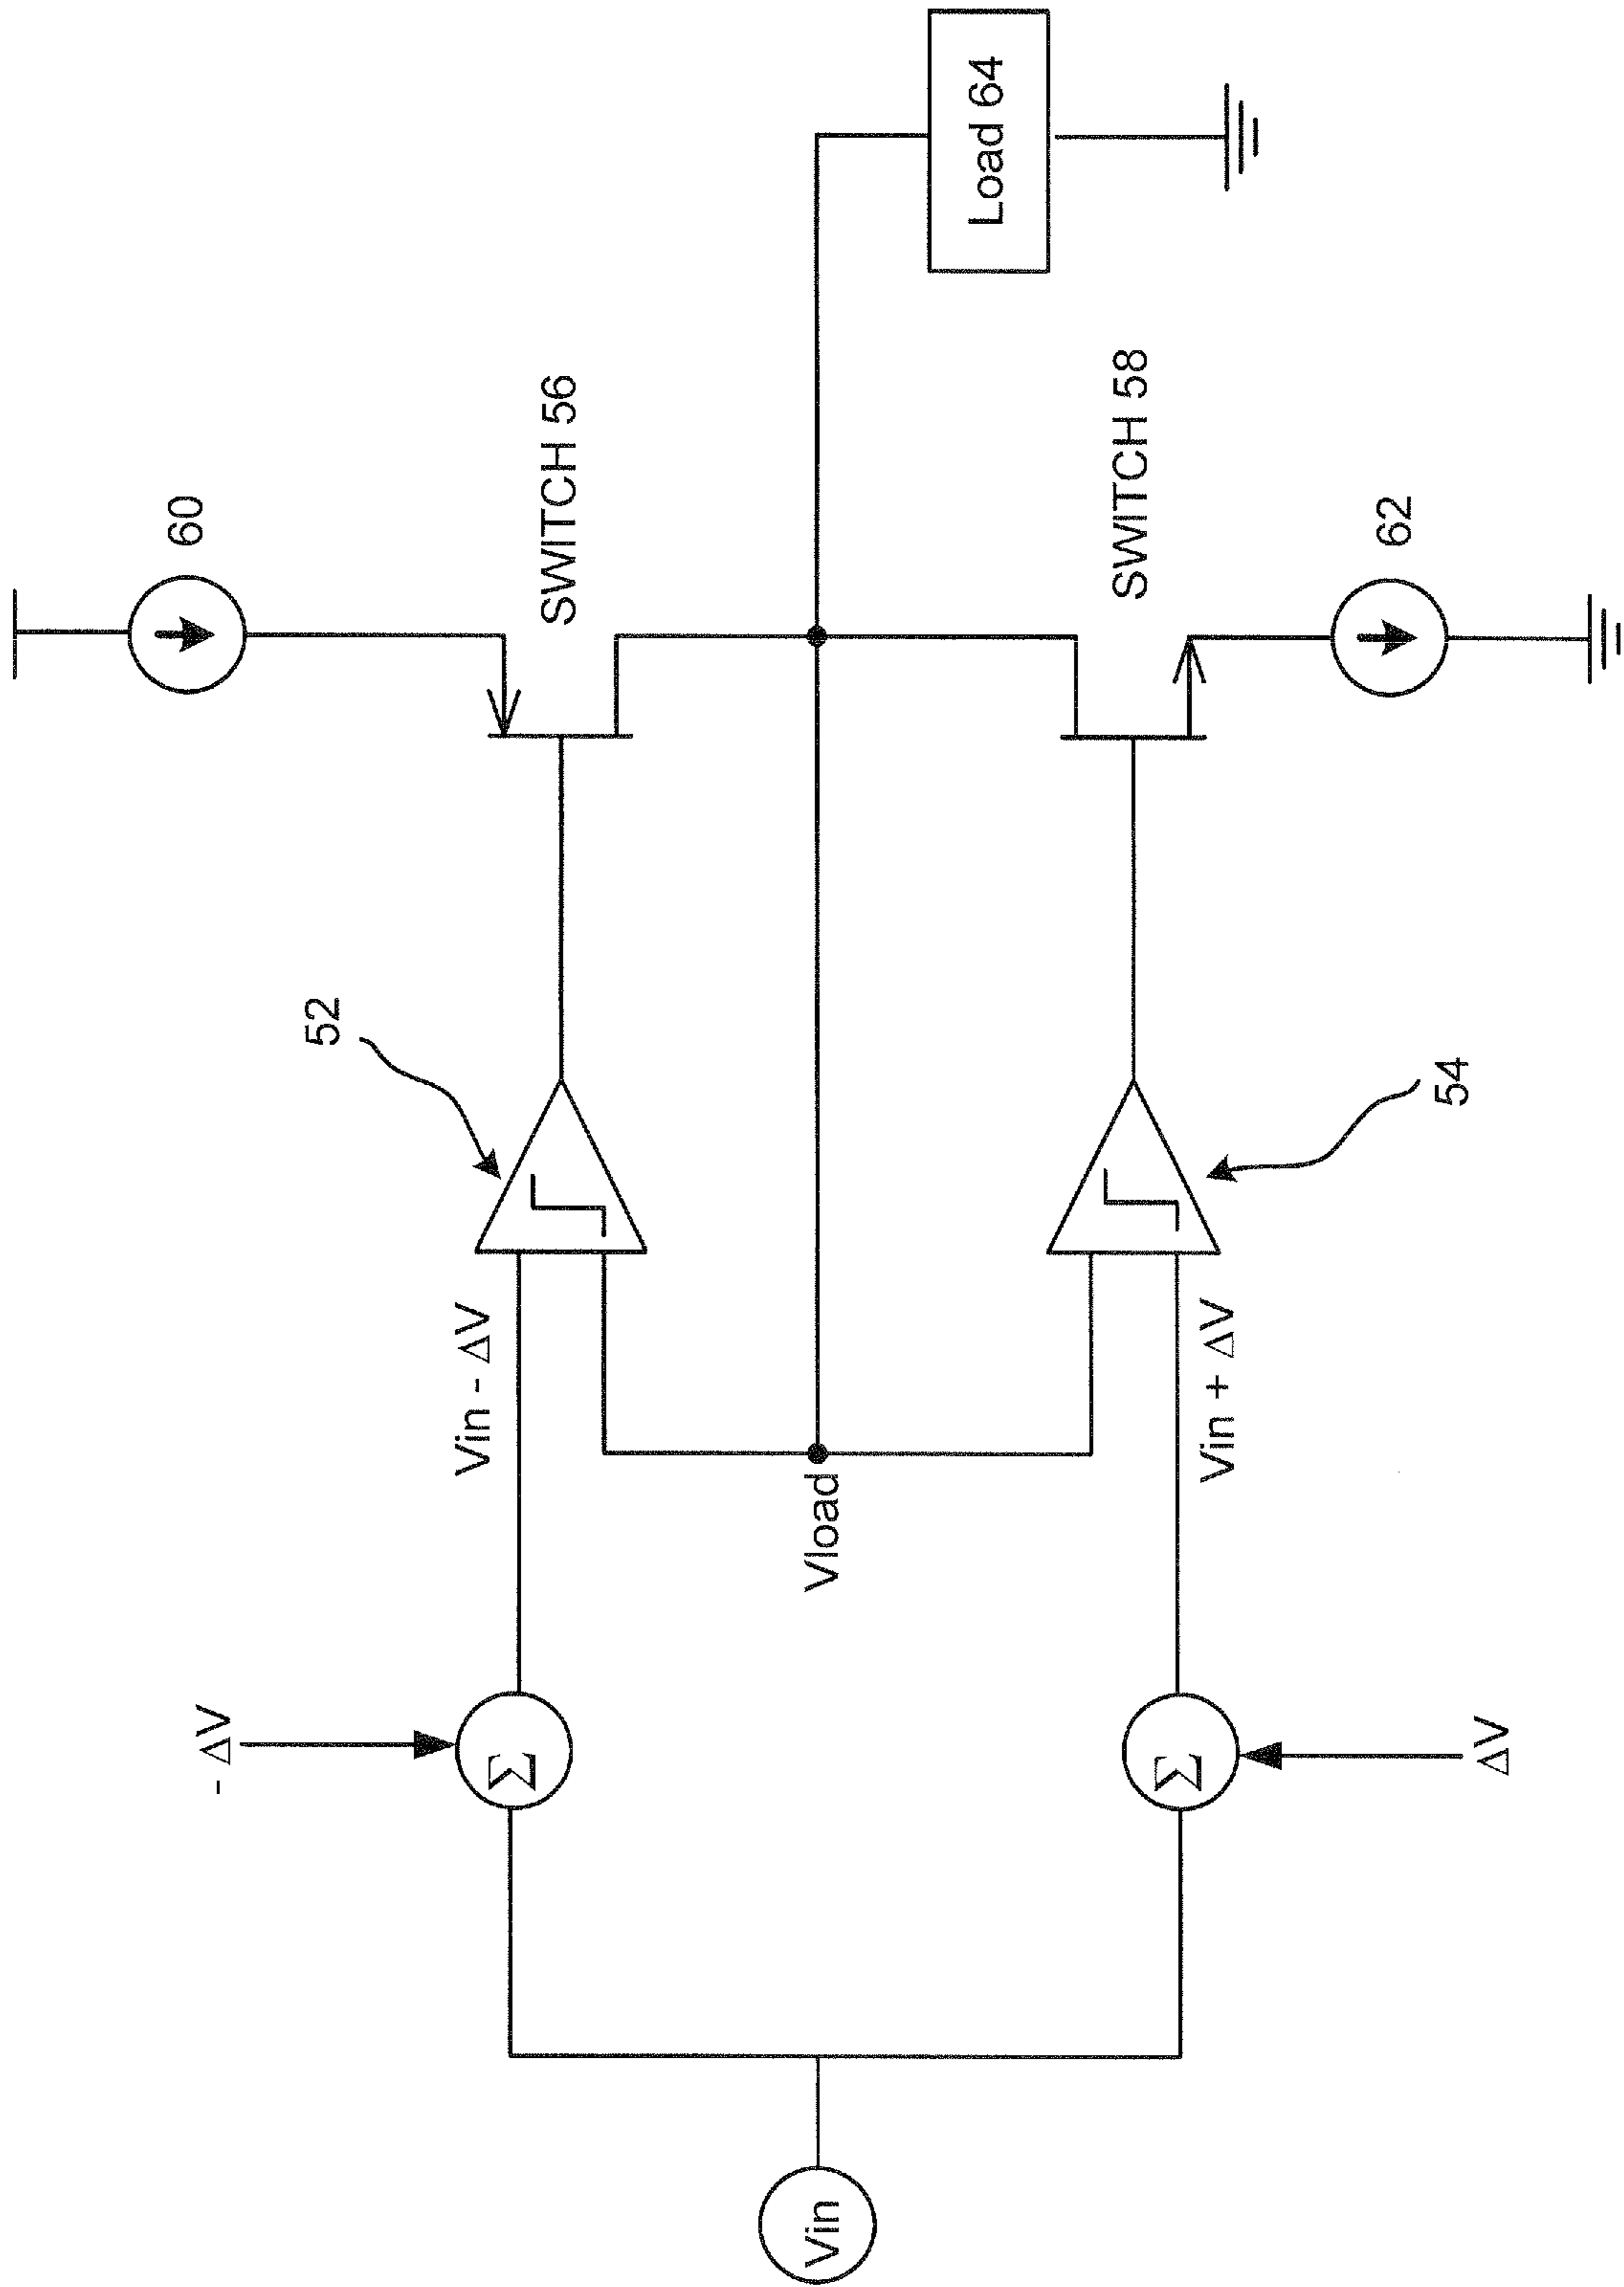 Vin
- ΔV
Σ
Vin - ΔV
52
SWITCH 56
60
Vload
Load 64
ΔV
Σ
Vin + ΔV
54
SWITCH 58
62